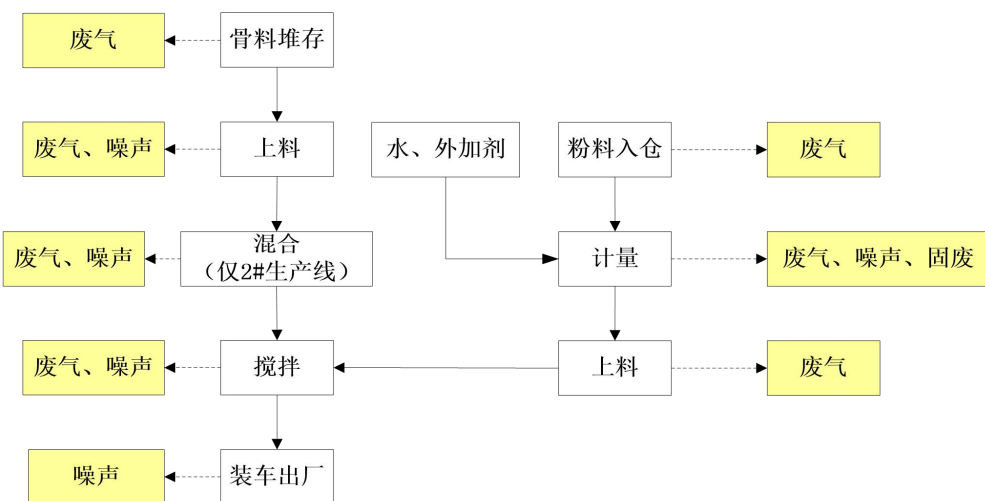 废气
骨料堆存
废气、噪声
上料
水、外加剂
粉料入仓
废气
废气、噪声
混合
（仅2#生产线）
计量
废气、噪声、固废
废气、噪声
搅拌
上料
废气
噪声
装车出厂